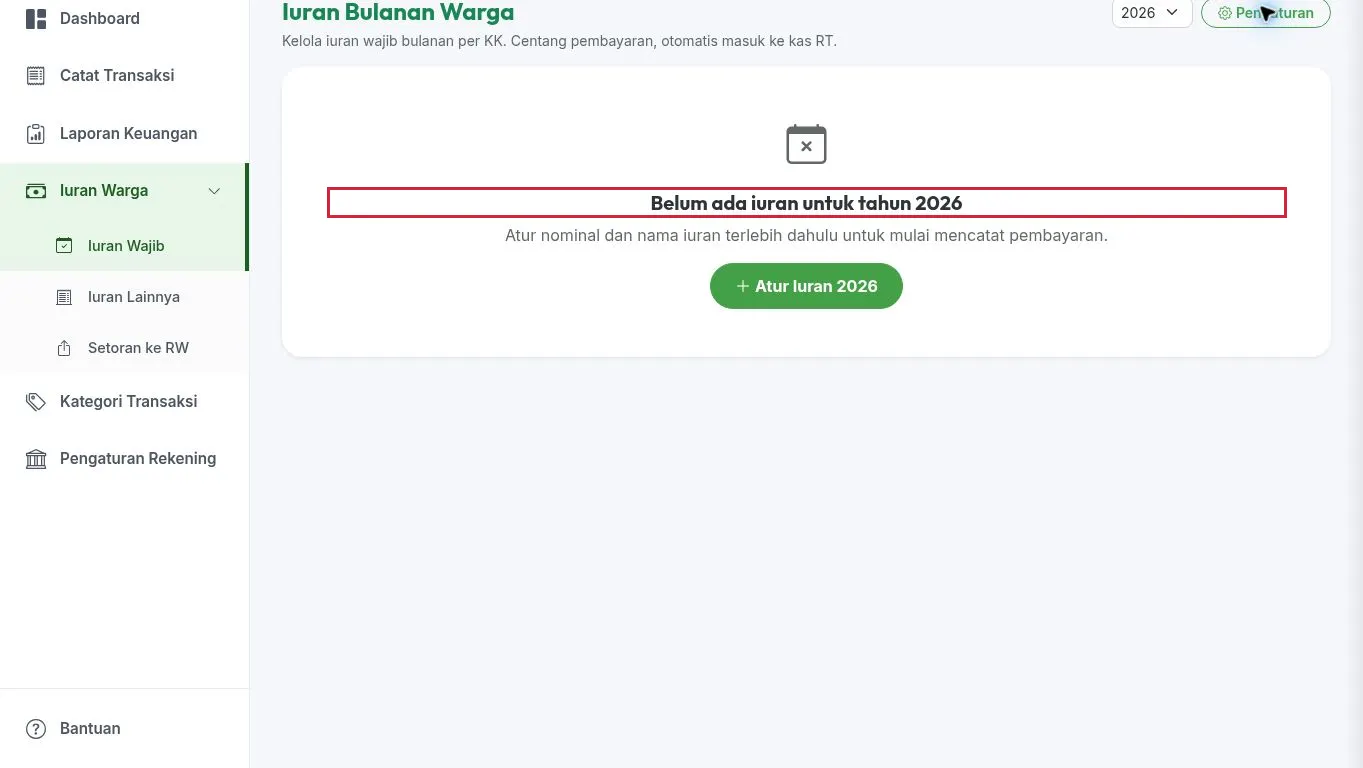 Dashboard
Catat Transaksi
Laporan Keuangan
Iuran Warga
Iuran Wajib
Iuran Lainnya
Setoran ke RW
Kategori Transaksi
Pengaturan Rekening
Bantuan
Iuran Bulanan Warga
2026
Kelola iuran wajib bulanan per KK. Centang pembayaran, otomatis masuk ke kas RT.
Belum ada iuran untuk tahun 2026
Atur nominal dan nama iuran terlebih dahulu untuk mulai mencatat pembayaran.
+ Atur Iuran 2026